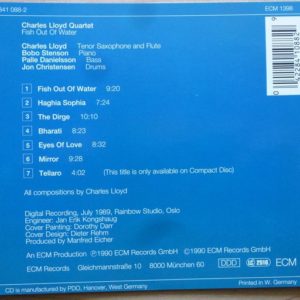 841 088-2
ECM 1398
Charles Lloyd Quartet
Fish Out Of Water
Charles Lloyd Tenor Saxophone and Flute
Bobo Stenson Piano
Palle Danielsson Bass
Jon Christensen Drums
1 Fish Out Of Water 9:20
2 Haghia Sophia 7:24
3 The Dirge 10:10
4 Bharati 8:23
5 Eyes Of Love 8:32
6 Mirror 9:28
7 Tellaro 4:02 (This title is only available on Compact Disc)
All compositions by Charles Lloyd
Digital Recording, July 1989, Rainbow Studio, Oslo
Engineer: Jan Erik Kongshaug
Cover Painting: Dorothy Darr
Cover Design: Dieter Rehm
Produced by Manfred Eicher
An ECM Production Ⓟ1990 ECM Records GmbH ©1990 ECM Records GmbH
ECM Records Gleichmannstraße 10 8000 München 60 DDD ECM
CD is manufactured by PDO, Hanover, West Germany
Printed in W. Germany